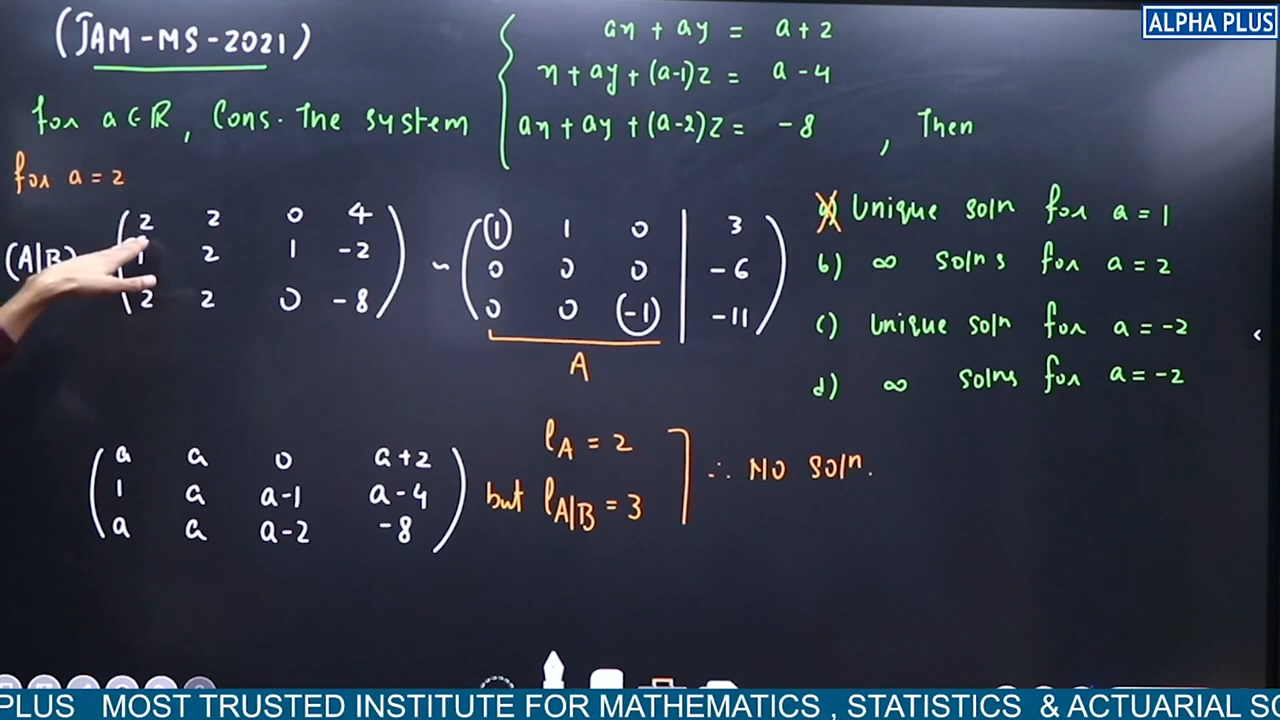 ALPHA PLUS
(JAM-MS-2021)
for a ∈ ℝ, Cons. The system
ax + ay = a+2
x + ay + (a-1)z = a-4
ax + ay + (a-2)z = -8, Then
for a = 2
(A|B)
2 2 0 4
1 2 1 -2
2 2 0 -8
~
1 1 0 | 3
0 0 0 | -6
0 0 -1 | -11
A
a) Unique soln for a = 1
b) ∞ solns for a = 2
c) Unique soln for a = -2
d) ∞ solns for a = -2
a a 0 a+2
1 a a-1 a-4
a a a-2 -8
ρA = 2
but ρA|B = 3
∴ No soln.
PLUS MOST TRUSTED INSTITUTE FOR MATHEMATICS , STATISTICS & ACTUARIAL SC